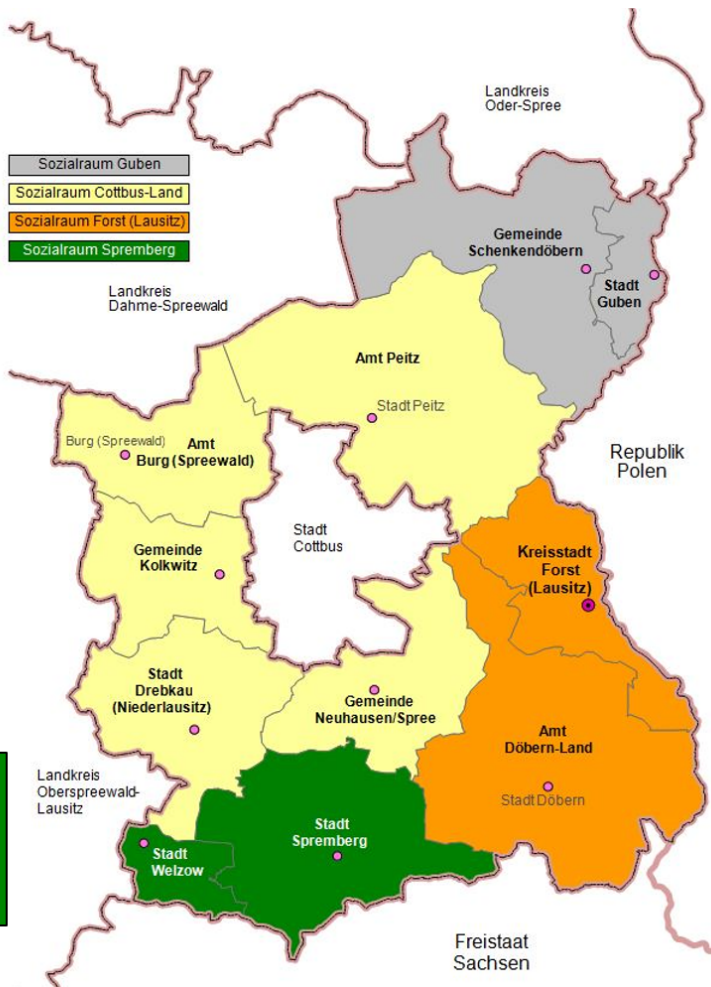 Landkreis
Oder-Spree
Sozialraum Guben
Sozialraum Cottbus-Land
Sozialraum Forst (Lausitz)
Sozialraum Spremberg
Gemeinde
Schenkendöbern
Stadt
Guben
Landkreis
Dahme-Spreewald
Amt Peitz
Stadt Peitz
Burg (Spreewald)
Amt
Burg (Spreewald)
Republik
Polen
Stadt
Cottbus
Gemeinde
Kolkwitz
Kreisstadt
Forst
(Lausitz)
Stadt
Drebkau
(Niederlausitz)
Gemeinde
Neuhausen/Spree
Amt
Döbern-Land
Stadt Döbern
Landkreis
Oberspreewald-
Lausitz
Stadt
Spremberg
Stadt
Welzow
Freistaat
Sachsen